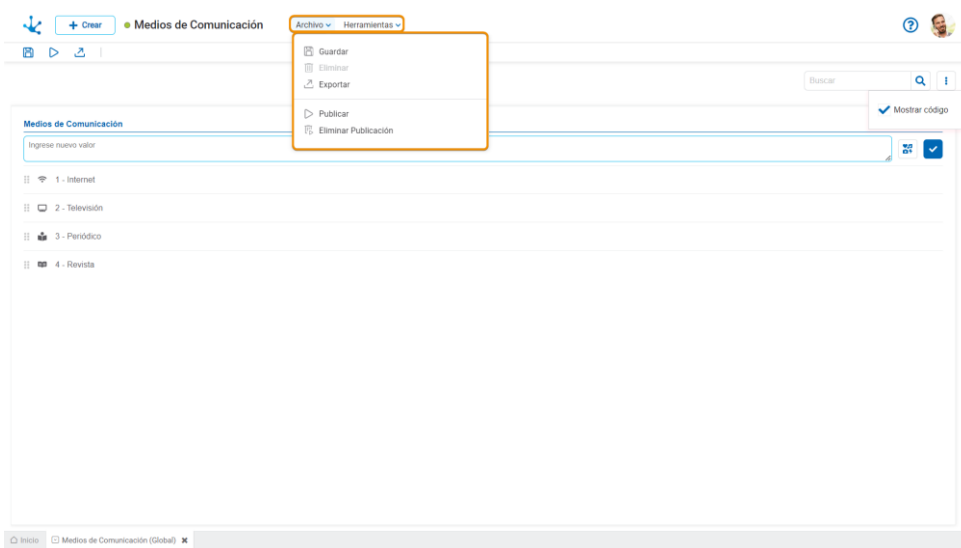 Crear
Medios de Comunicación
Archivo
Herramientas
Guardar
Eliminar
Exportar
Publicar
Eliminar Publicación
Buscar
Mostrar código
Medios de Comunicación
Ingrese nuevo valor
1 - Internet
2 - Televisión
3 - Periódico
4 - Revista
Inicio
Medios de Comunicación (Global)